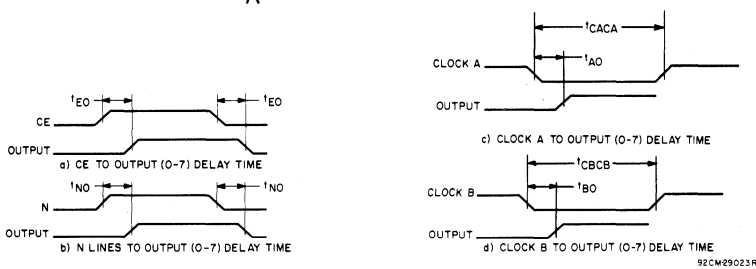 A
tEO
tEO
CE
OUTPUT
a) CE TO OUTPUT (0-7) DELAY TIME
tNO
tNO
N
OUTPUT
b) N LINES TO OUTPUT (0-7) DELAY TIME
tCACA
CLOCK A
tAO
OUTPUT
c) CLOCK A TO OUTPUT (0-7) DELAY TIME
tCBCB
CLOCK B
tBO
OUTPUT
d) CLOCK B TO OUTPUT (0-7) DELAY TIME
92CM-29023R